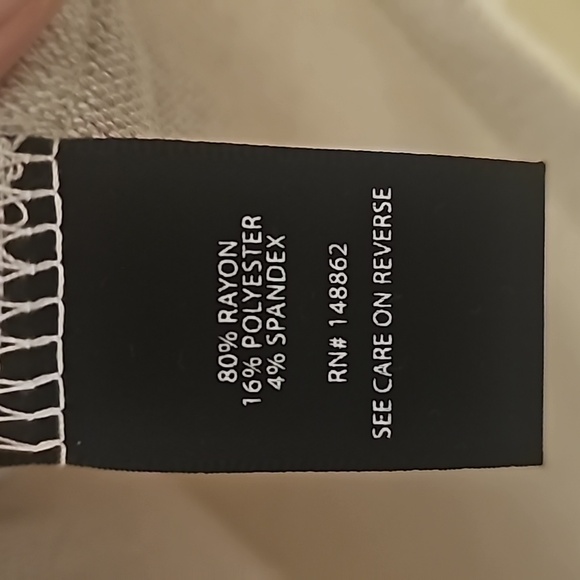 80% RAYON
16% POLYESTER
4% SPANDEX
RN# 148862
SEE CARE ON REVERSE